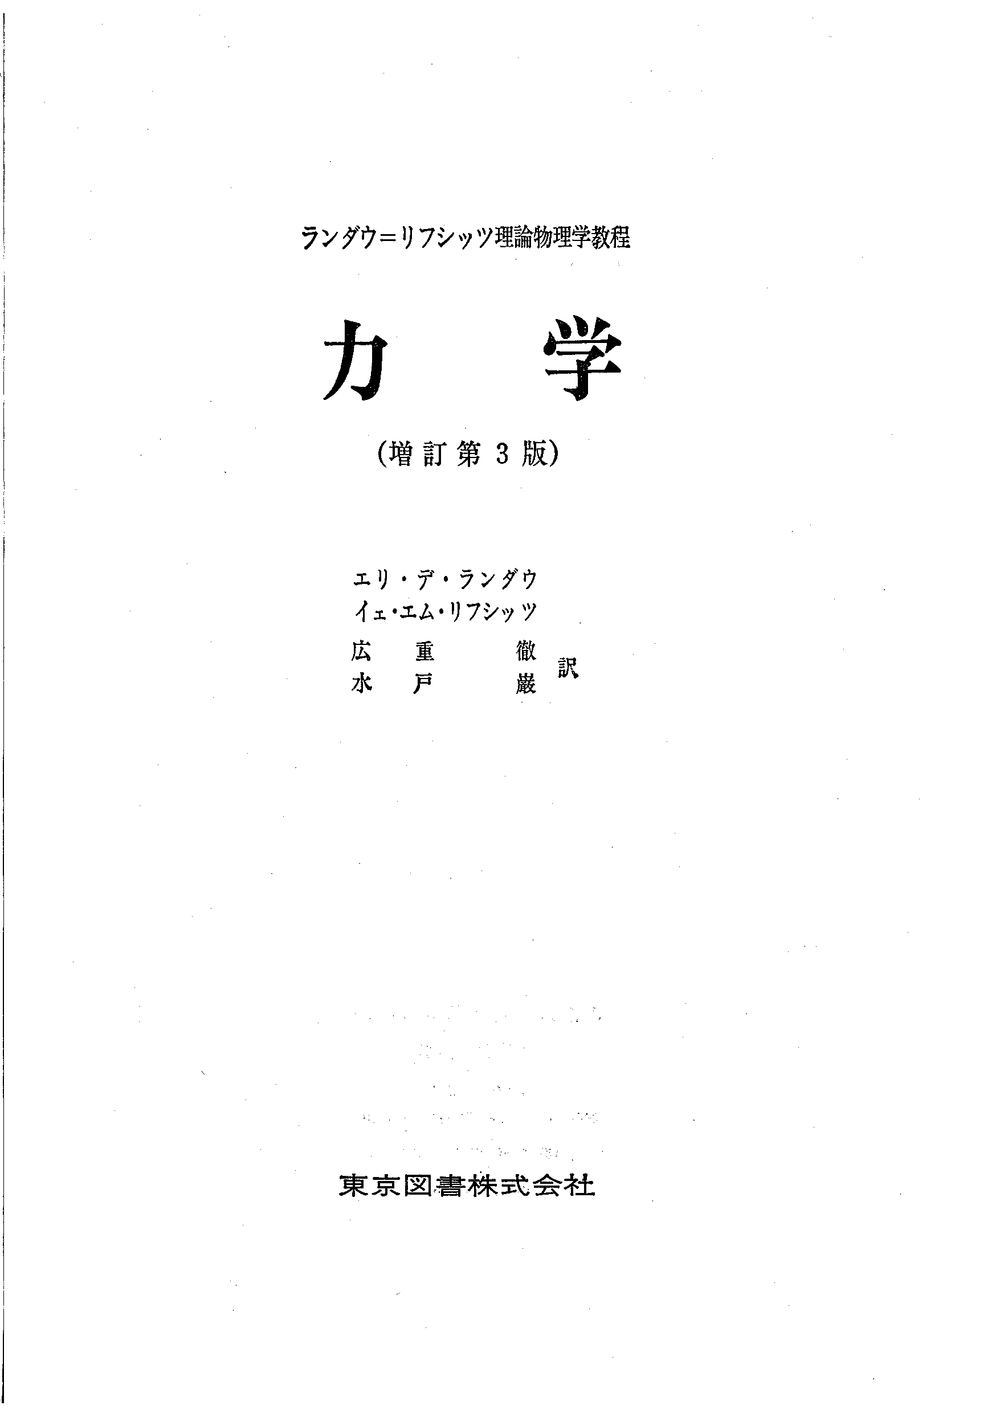 ランダウ＝リフシッツ理論物理学教程
力学
(増訂第3版)
エリ・デ・ランダウ
イェ・エム・リフシッツ
広重徹
水戸巌
訳
東京図書株式会社